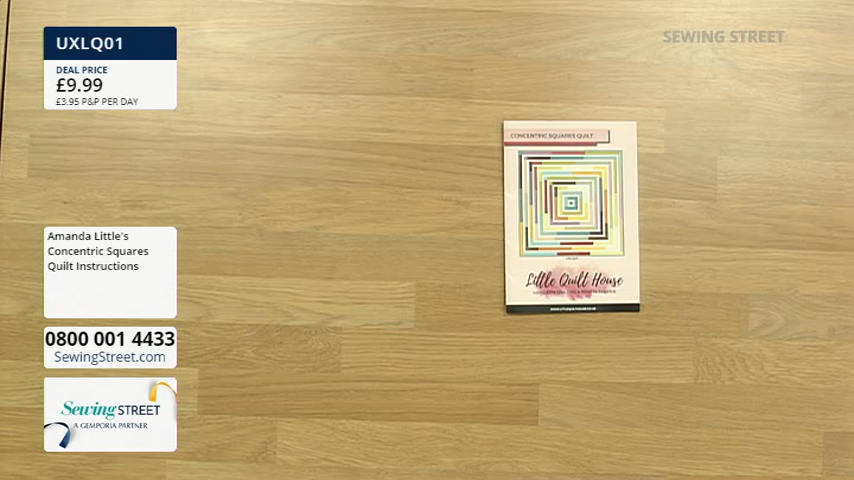 UXLQ01
DEAL PRICE
£9.99
£3.95 P&P PER DAY
Amanda Little's
Concentric Squares
Quilt Instructions
0800 001 4433
SewingStreet.com
Sewing STREET
A GEMPORIA PARTNER
SEWING STREET
CONCENTRIC SQUARES QUILT
Little Quilt House